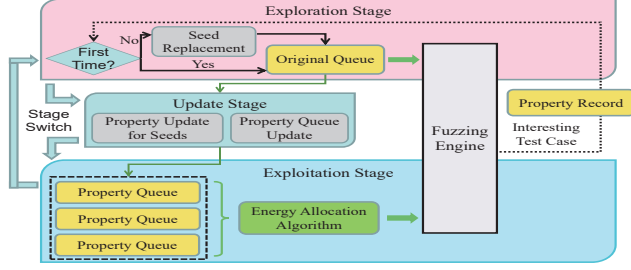 Exploration Stage
First
Time?
No
Yes
Seed
Replacement
Original Queue
Stage
Switch
Update Stage
Property Update
for Seeds
Property Queue
Update
Fuzzing
Engine
Property Record
Interesting
Test Case
Exploitation Stage
Property Queue
Property Queue
Property Queue
Energy Allocation
Algorithm